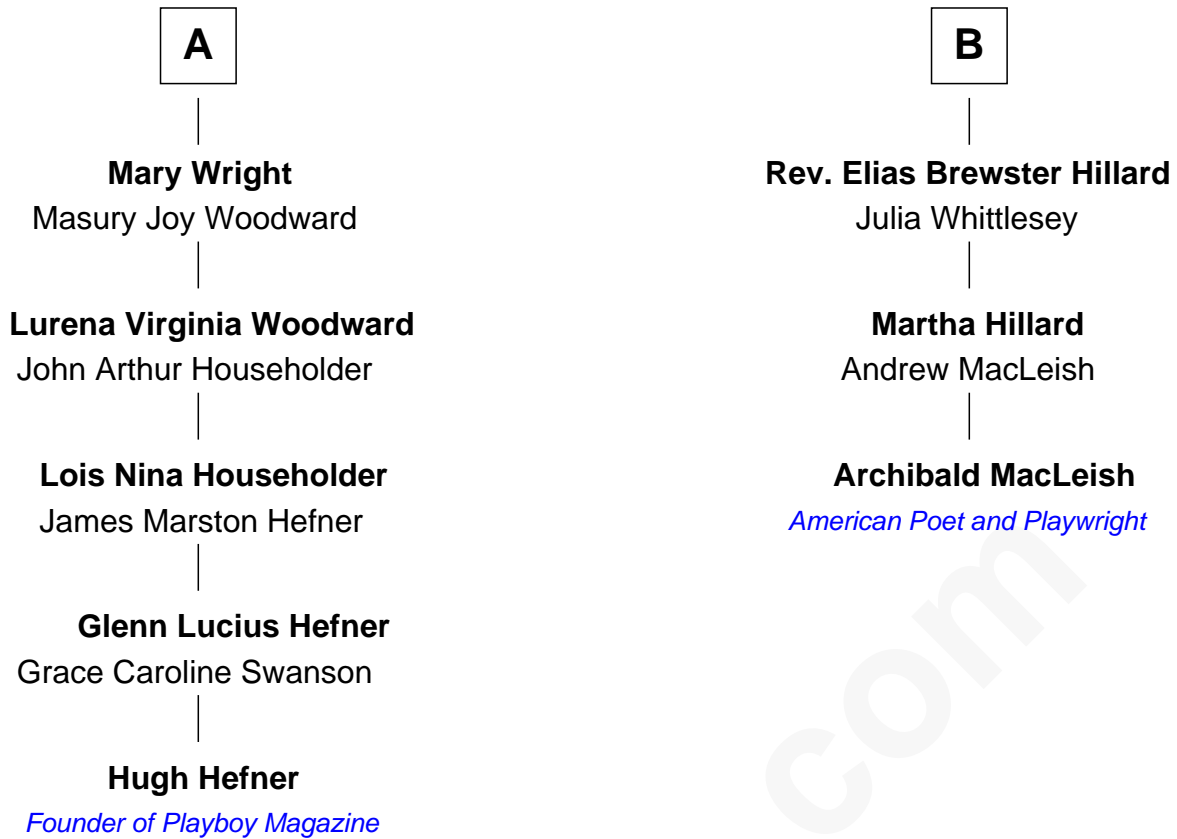 A
Mary Wright
Masury Joy Woodward
Lurena Virginia Woodward
John Arthur Householder
Lois Nina Householder
James Marston Hefner
Glenn Lucius Hefner
Grace Caroline Swanson
Hugh Hefner
Founder of Playboy Magazine
B
Rev. Elias Brewster Hillard
Julia Whittlesey
Martha Hillard
Andrew MacLeish
Archibald MacLeish
American Poet and Playwright
com